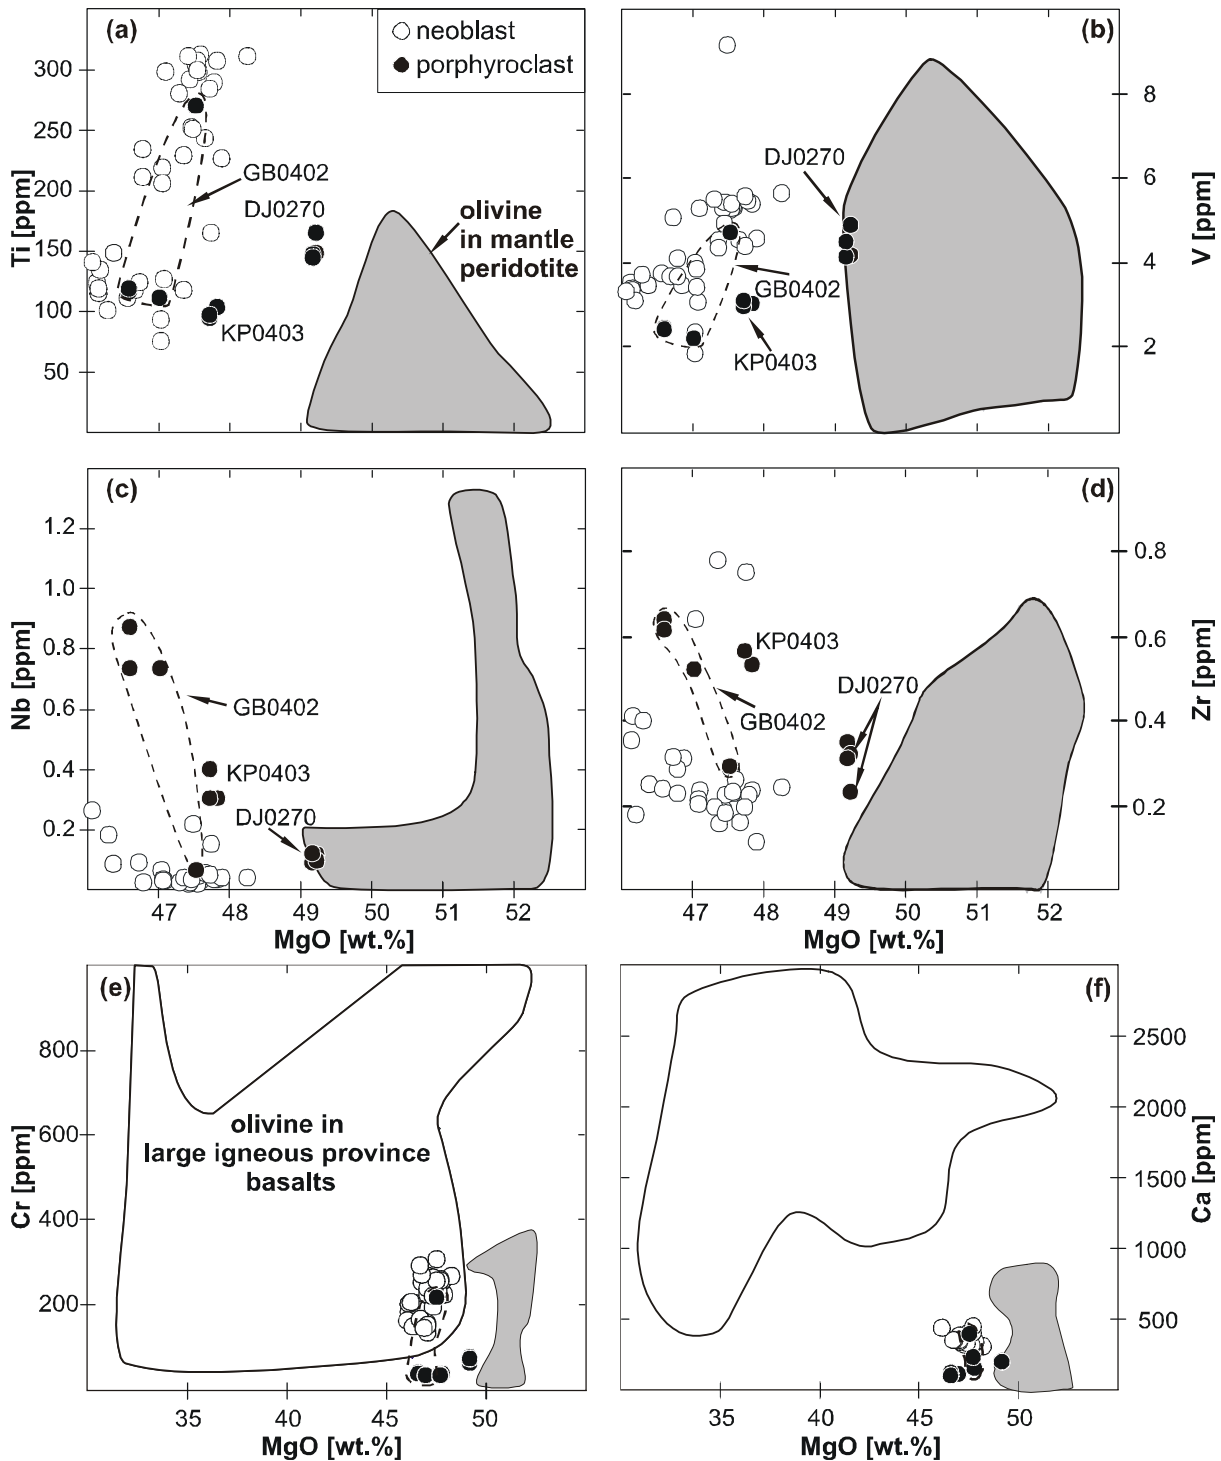 (a)
neoblast
porphyroclast
300
250
200
150
100
50
Ti [ppm]
GB0402
DJ0270
KP0403
olivine
in mantle
peridotite
(b)
8
6
4
2
V [ppm]
DJ0270
GB0402
KP0403
(c)
1.2
1.0
0.8
0.6
0.4
0.2
Nb [ppm]
GB0402
KP0403
DJ0270
47
48
49
50
51
52
MgO [wt.%]
(d)
0.8
0.6
0.4
0.2
Zr [ppm]
KP0403
DJ0270
GB0402
47
48
49
50
51
52
MgO [wt.%]
(e)
800
600
400
200
Cr [ppm]
olivine in
large igneous province
basalts
35
40
45
50
MgO [wt.%]
(f)
2500
2000
1500
1000
500
Ca [ppm]
35
40
45
50
MgO [wt.%]